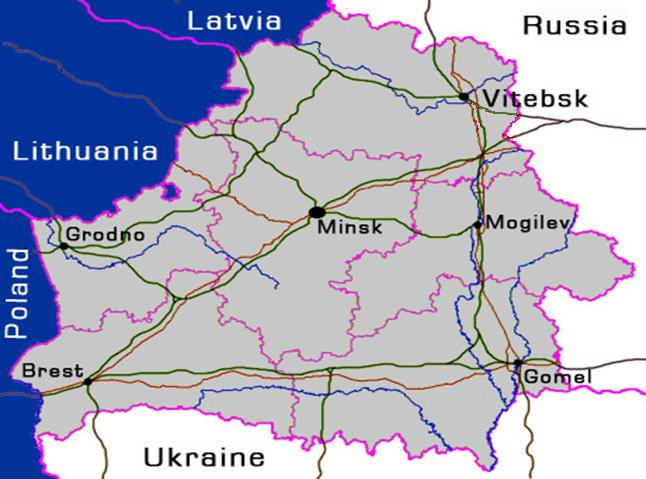 Latvia
Russia
Vitebsk
Lithuania
Minsk
Mogilev
Grodno
Poland
Brest
Gomel
Ukraine